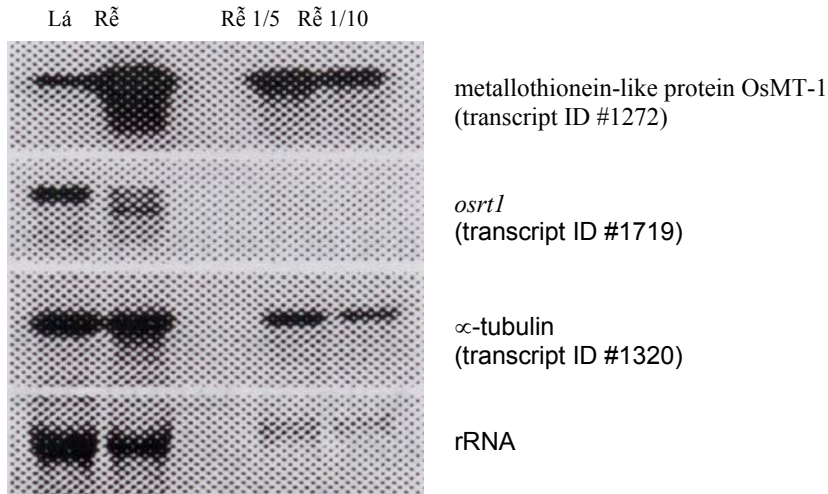 Lá Rễ Rễ 1/5 Rễ 1/10
metallothionein-like protein OsMT-1
(transcript ID #1272)
osrt1
(transcript ID #1719)
∝-tubulin
(transcript ID #1320)
rRNA